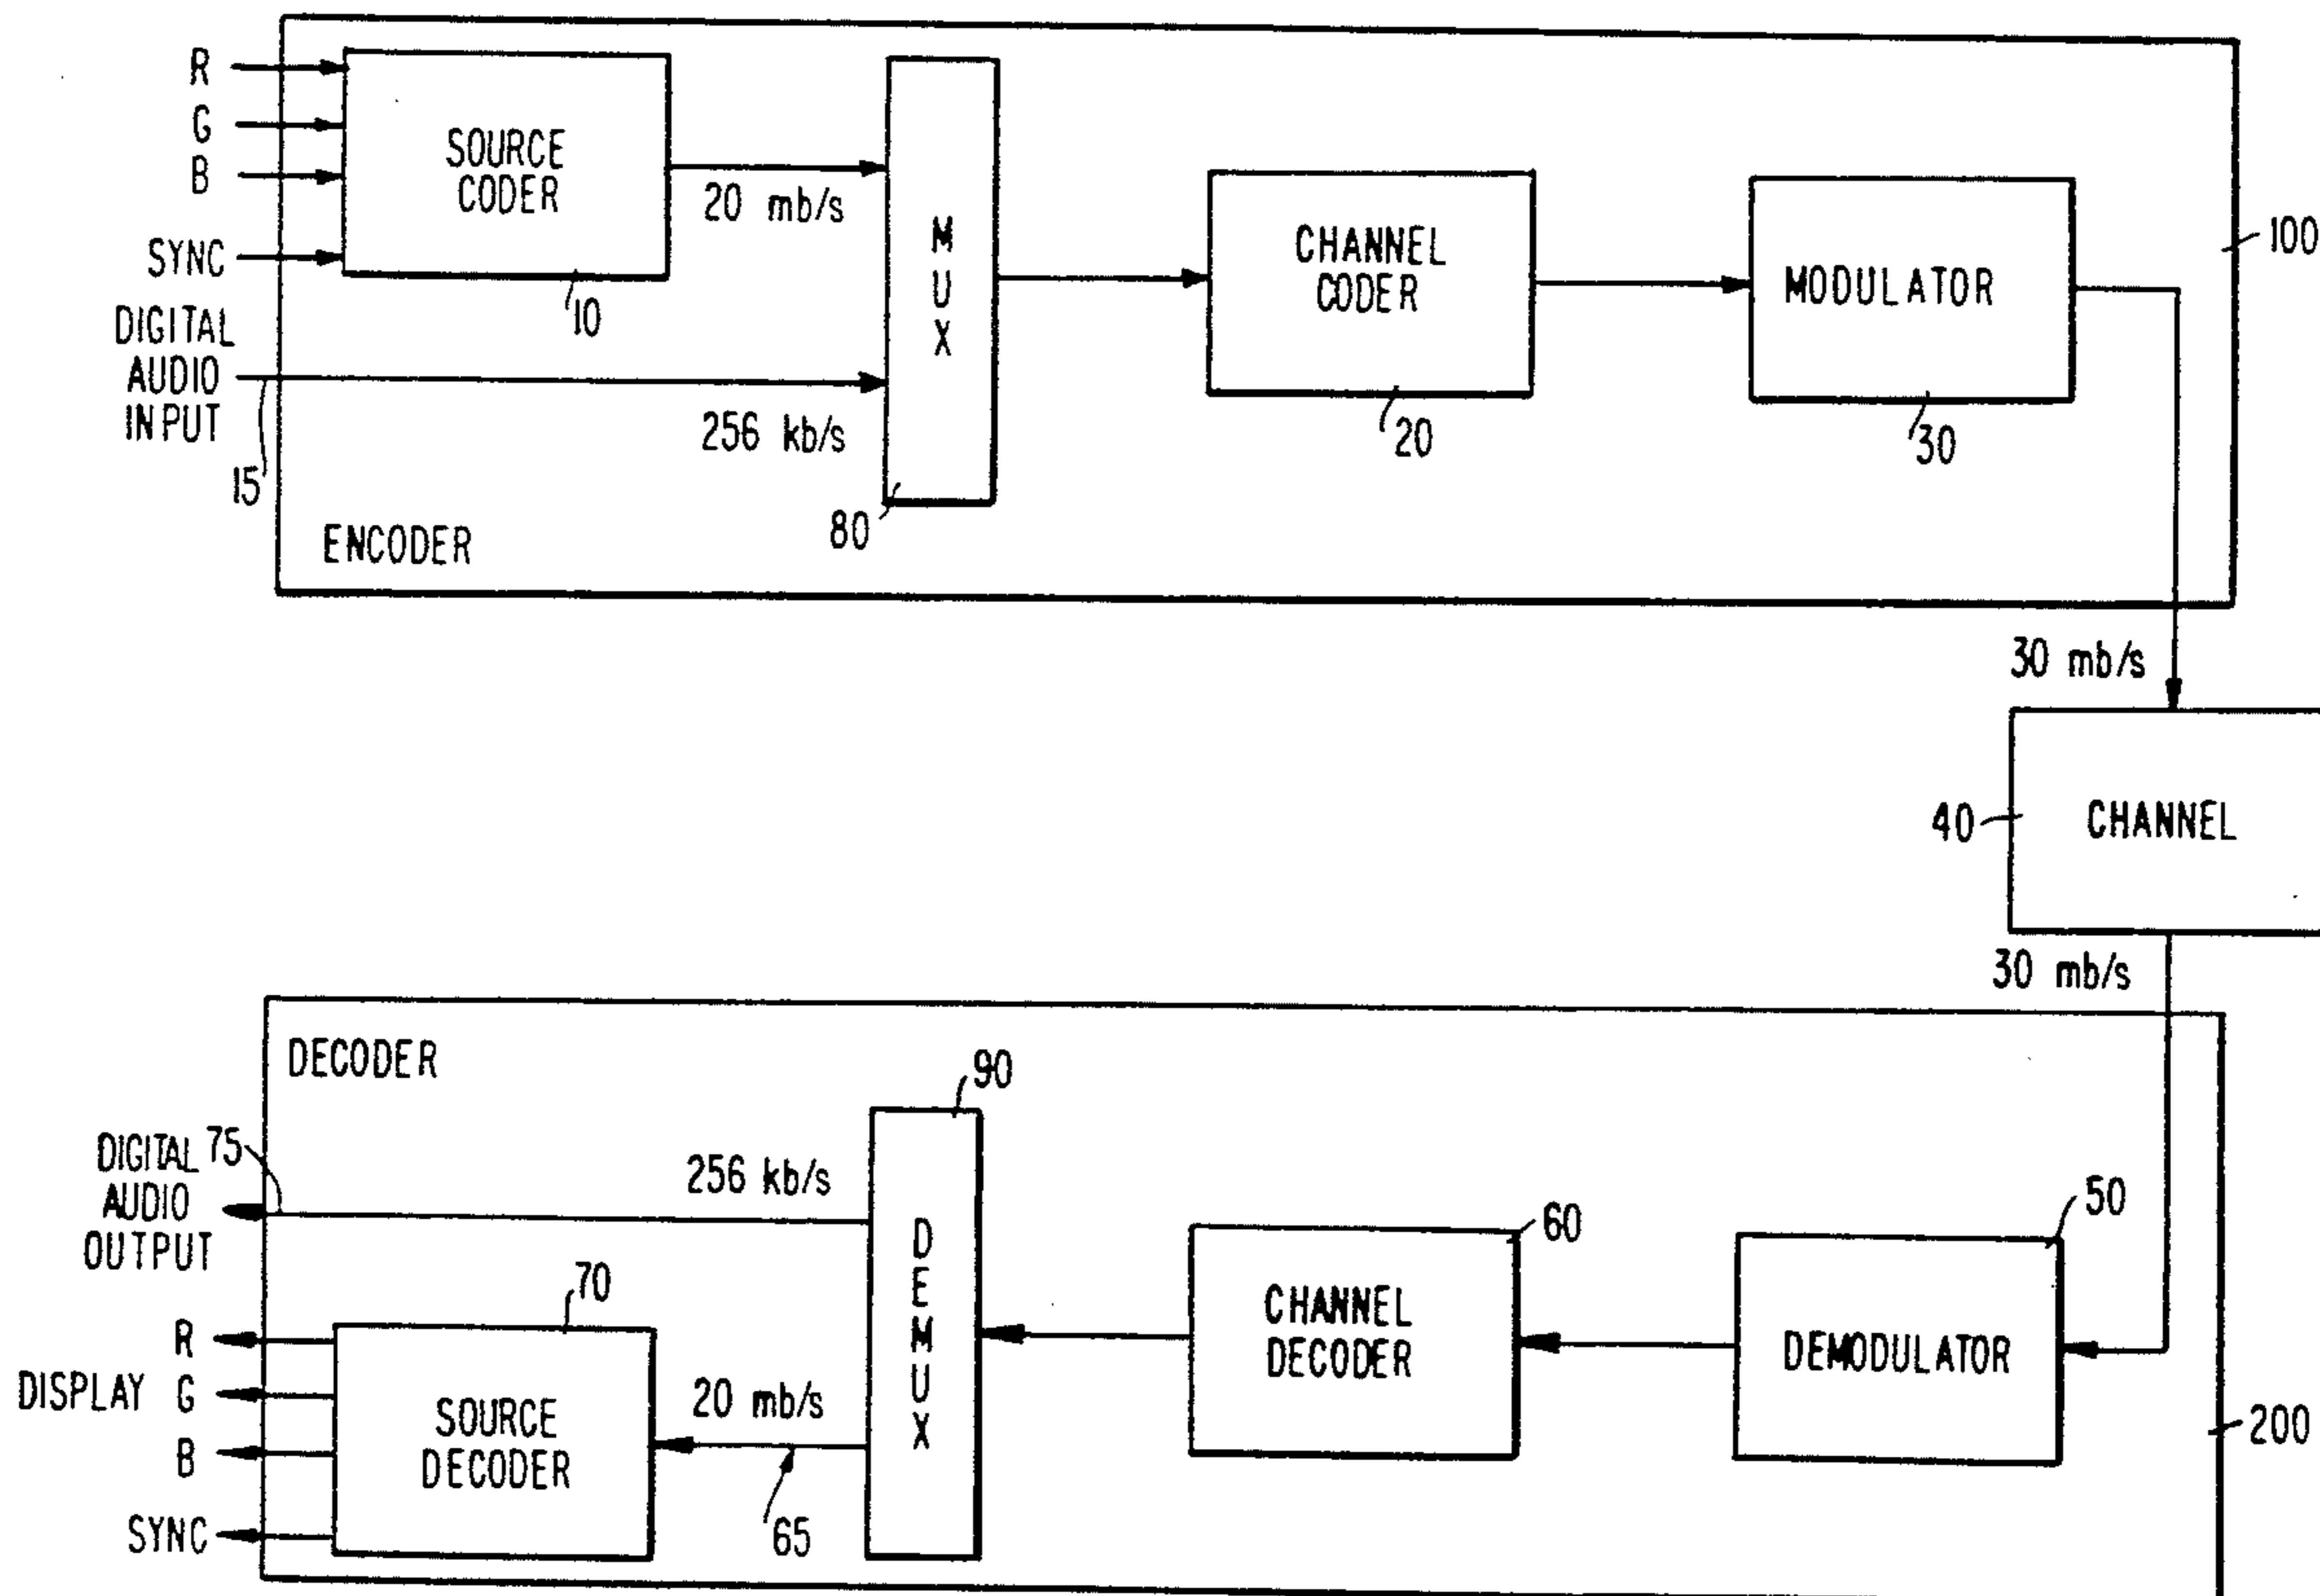 R
G
B
SYNC
DIGITAL
AUDIO
INPUT
15
SOURCE
CODER
10
20 mb/s
256 kb/s
MUX
80
CHANNEL
CODER
20
MODULATOR
30
100
ENCODER
30 mb/s
40
CHANNEL
30 mb/s
DECODER
90
DIGITAL
AUDIO
OUTPUT
75
256 kb/s
DEMUX
60
CHANNEL
DECODER
50
DEMODULATOR
200
70
R
DISPLAY G
B
SYNC
SOURCE
DECODER
20 mb/s
65